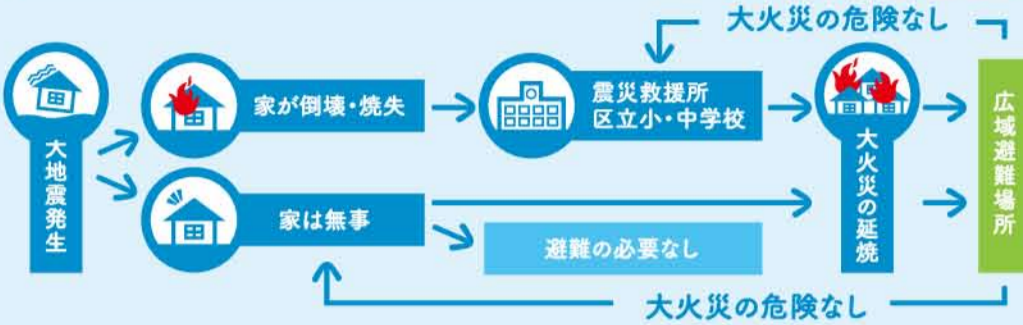 大火災の危険なし
大地震発生
家が倒壊・焼失
震災救援所
区立小・中学校
大火災の延焼
広域避難場所
家は無事
避難の必要なし
大火災の危険なし